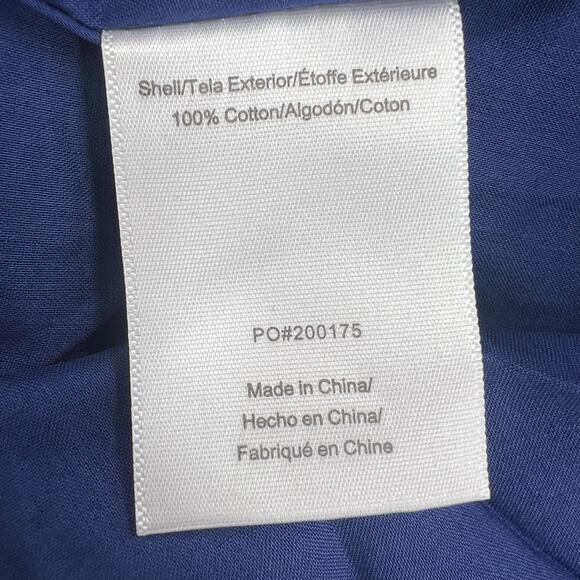 Shell/Tela Exterior/Étoffe Extérieure
100% Cotton/Algodón/Coton
PO#200175
Made in China/
Hecho en China/
Fabriqué en Chine